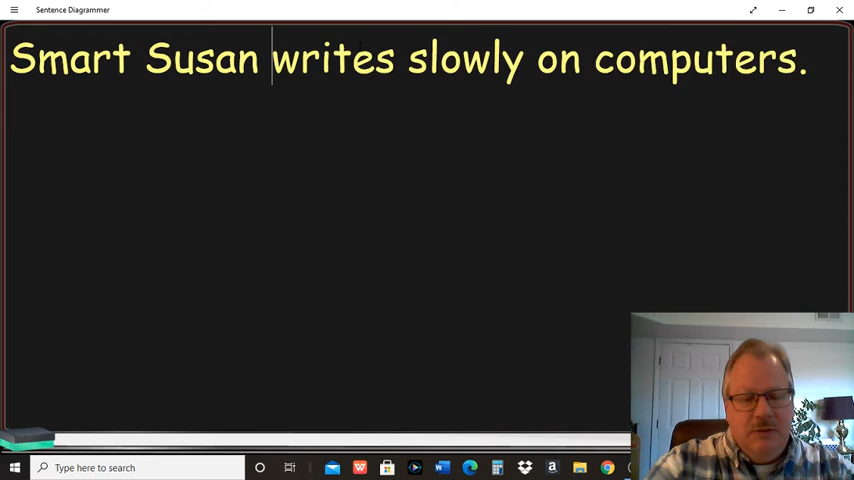 Sentence Diagrammer
Smart Susan writes slowly on computers.
Type here to search